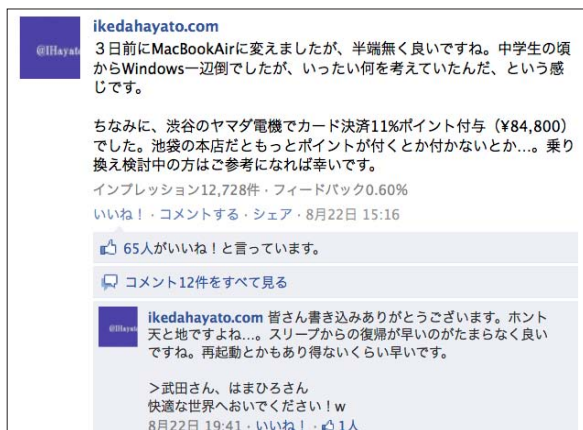 ikedahayato.com
@IHayato
３日前にMacBookAirに変えましたが、半端無く良いですね。中学生の頃
からWindows一辺倒でしたが、いったい何を考えていたんだ、という感
じです。
ちなみに、渋谷のヤマダ電機でカード決済11%ポイント付与（¥84,800）
でした。池袋の本店だともっとポイントが付くとか付かないとか…。乗り
換え検討中の方はご参考になれば幸いです。
インプレッション12,728件・フィードバック0.60%
いいね！・コメントする・シェア・8月22日 15:16
65人がいいね！と言っています。
コメント12件をすべて見る
ikedahayato.com 皆さん書き込みありがとうございます。ホント
天と地ですよね…。スリープからの復帰が早いのがたまらなく良い
ですね。再起動とかもあり得ないくらい早いです。
＞武田さん、はまひろさん
快適な世界へおいでください！w
8月22日 19:41・いいね！・1人